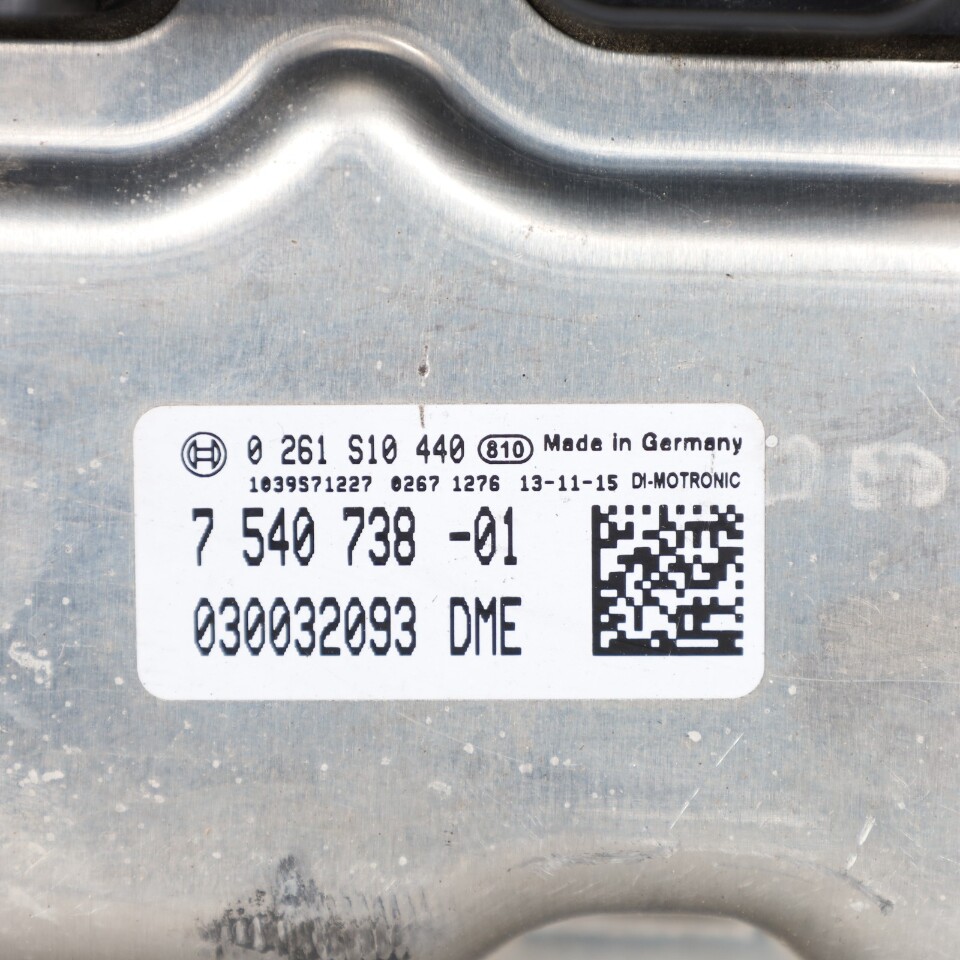 0 261 S10 440 810 Made in Germany
1039S71227 0267 1276 13-11-15 DI-MOTRONIC
7 540 738 -01
030032093 DME